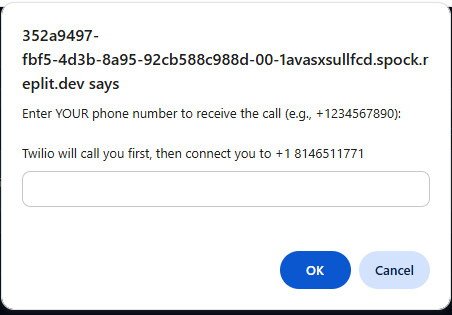 352a9497-
fbf5-4d3b-8a95-92cb588c988d-00-1avasxsullfcd.spock.r
eplit.dev says
Enter YOUR phone number to receive the call (e.g., +1234567890):
Twilio will call you first, then connect you to +1 8146511771
OK
Cancel